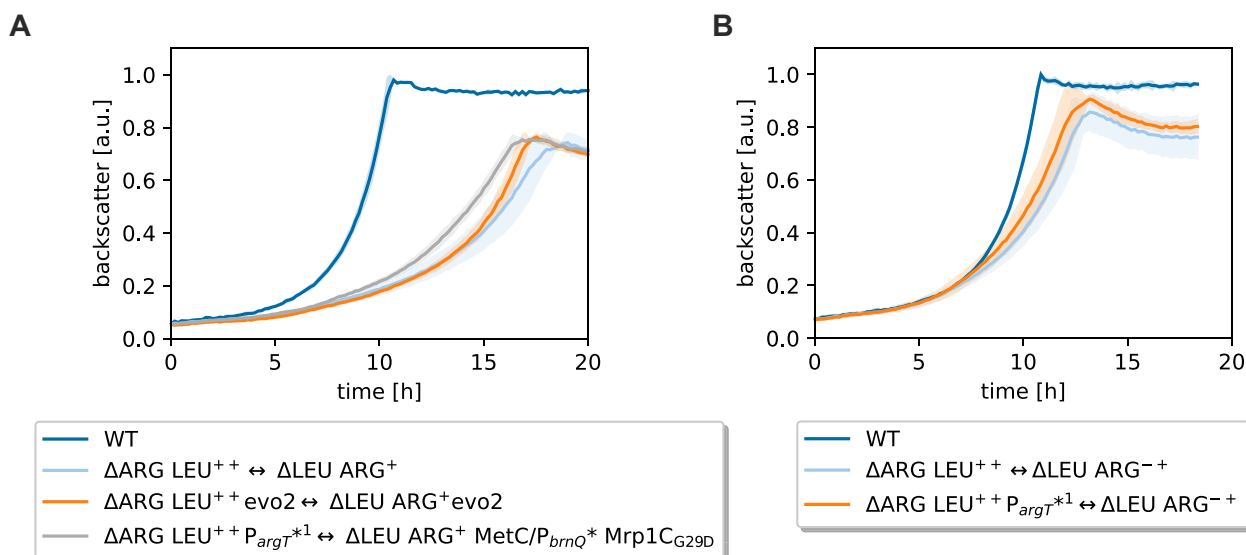 A
backscatter [a.u.]
1.0
0.8
0.6
0.4
0.2
0.0
0 5 10 15 20
time [h]
WT
ΔARG LEU⁺⁺ ↔ ΔLEU ARG⁺
ΔARG LEU⁺⁺evo2 ↔ ΔLEU ARG⁺evo2
ΔARG LEU⁺⁺P_argT*¹ ↔ ΔLEU ARG⁺ MetC/P_brnQ* Mrp1C_G29D
B
backscatter [a.u.]
1.0
0.8
0.6
0.4
0.2
0.0
0 5 10 15 20
time [h]
WT
ΔARG LEU⁺⁺ ↔ ΔLEU ARG⁻⁺
ΔARG LEU⁺⁺P_argT*¹ ↔ ΔLEU ARG⁻⁺